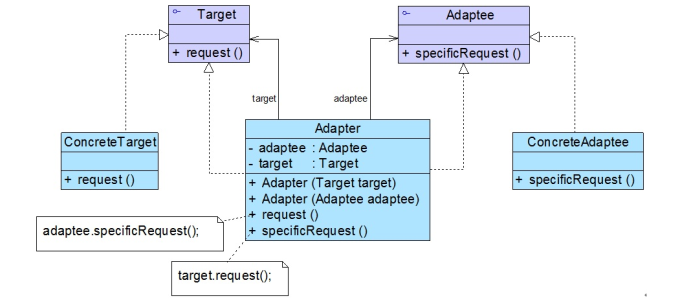 Target
+ request ()
Adaptee
+ specificRequest ()
target
adaptee
ConcreteTarget
+ request ()
Adapter
- adaptee : Adaptee
- target : Target
+ Adapter (Target target)
+ Adapter (Adaptee adaptee)
+ request ()
+ specificRequest ()
ConcreteAdaptee
+ specificRequest ()
adaptee.specificRequest();
target.request();